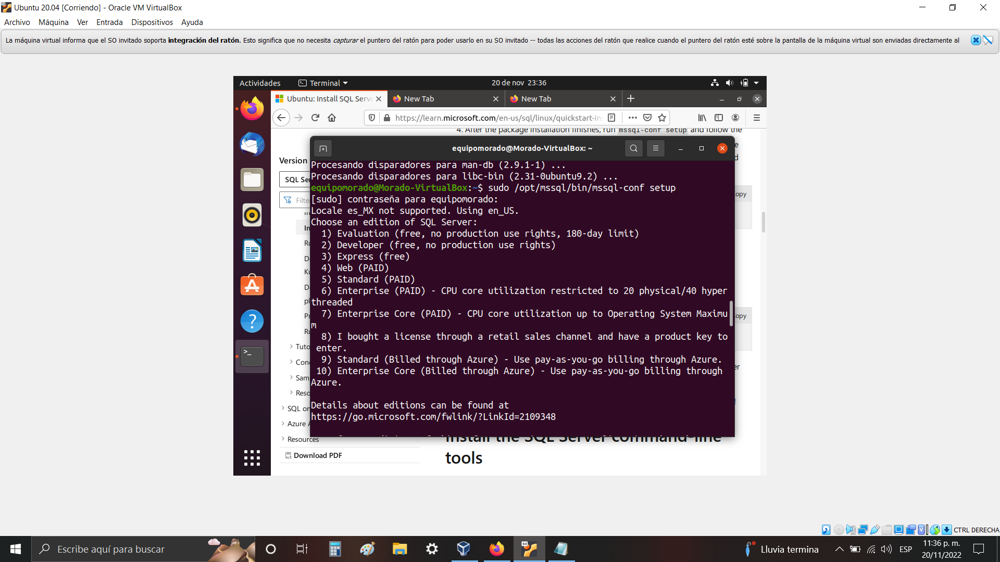 Ubuntu 20.04 [Corriendo] - Oracle VM VirtualBox
Archivo Máquina Ver Entrada Dispositivos Ayuda
La máquina virtual informa que el SO invitado soporta integración del ratón. Esto significa que no necesita capturar el puntero del ratón para poder usarlo en su SO invitado -- todas las acciones del ratón que realice cuando el puntero del ratón esté sobre la pantalla de la máquina virtual son enviadas directamente al
Actividades Terminal 20 de nov 23:36
Ubuntu: Install SQL Serve New Tab New Tab
https://learn.microsoft.com/en-us/sql/linux/quickstart-ins
4. After the package installation finishes, run mssql-conf setup and follow the
equipomorado@Morado-VirtualBox: ~
Version
SQL Ser
Filter
In
Ru
D
Ku
D
pl
Pr
Ru
Tuto
Conc
Sam
Reso
SQL on
Azure A
Resources
Download PDF
Procesando disparadores para man-db (2.9.1-1) ...
Procesando disparadores para libc-bin (2.31-0ubuntu9.2) ...
equipomorado@Morado-VirtualBox:~$ sudo /opt/mssql/bin/mssql-conf setup
[sudo] contraseña para equipomorado:
Locale es_MX not supported. Using en_US.
Choose an edition of SQL Server:
1) Evaluation (free, no production use rights, 180-day limit)
2) Developer (free, no production use rights)
3) Express (free)
4) Web (PAID)
5) Standard (PAID)
6) Enterprise (PAID) - CPU core utilization restricted to 20 physical/40 hyper
threaded
7) Enterprise Core (PAID) - CPU core utilization up to Operating System Maximu
m
8) I bought a license through a retail sales channel and have a product key to
enter.
9) Standard (Billed through Azure) - Use pay-as-you-go billing through Azure.
10) Enterprise Core (Billed through Azure) - Use pay-as-you-go billing through
Azure.
Details about editions can be found at
https://go.microsoft.com/fwlink/?LinkId=2109348
e
d
opy
opy
er
Install the SQL Server command-line
tools
CTRL DERECHA
Escribe aquí para buscar
64
Lluvia termina
ESP
11:36 p. m.
20/11/2022